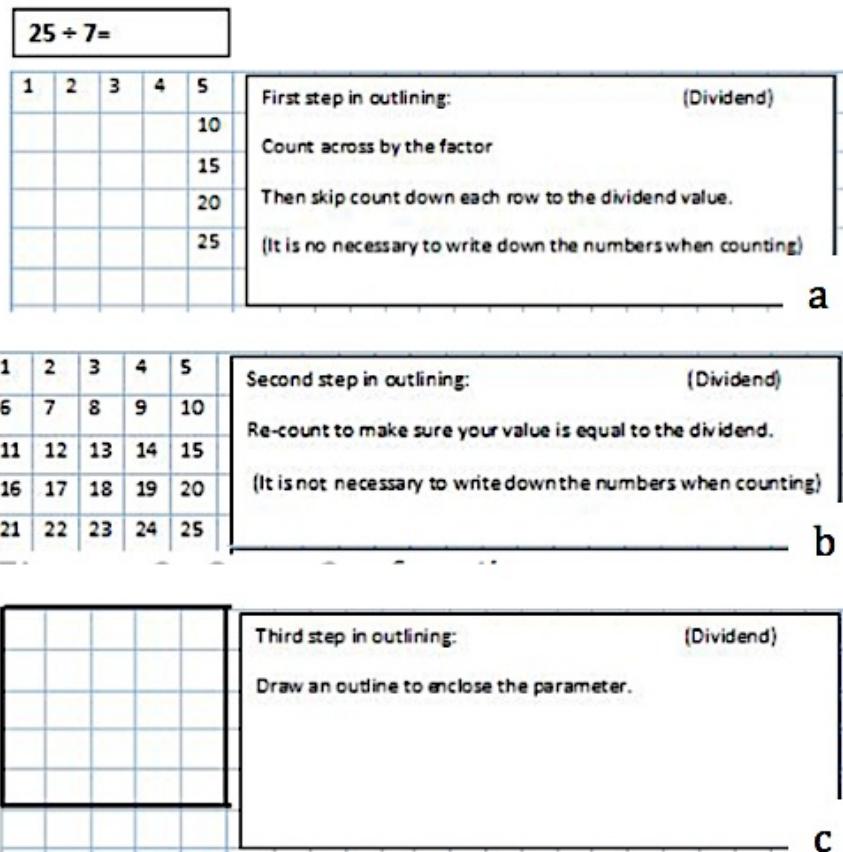 25 ÷ 7=
1 2 3 4 5
10
15
20
25
First step in outlining: (Dividend)
Count across by the factor
Then skip count down each row to the dividend value.
(It is no necessary to write down the numbers when counting)
a
1 2 3 4 5
6 7 8 9 10
11 12 13 14 15
16 17 18 19 20
21 22 23 24 25
Second step in outlining: (Dividend)
Re-count to make sure your value is equal to the dividend.
(It is not necessary to write down the numbers when counting)
b
Third step in outlining: (Dividend)
Draw an outline to enclose the parameter.
c